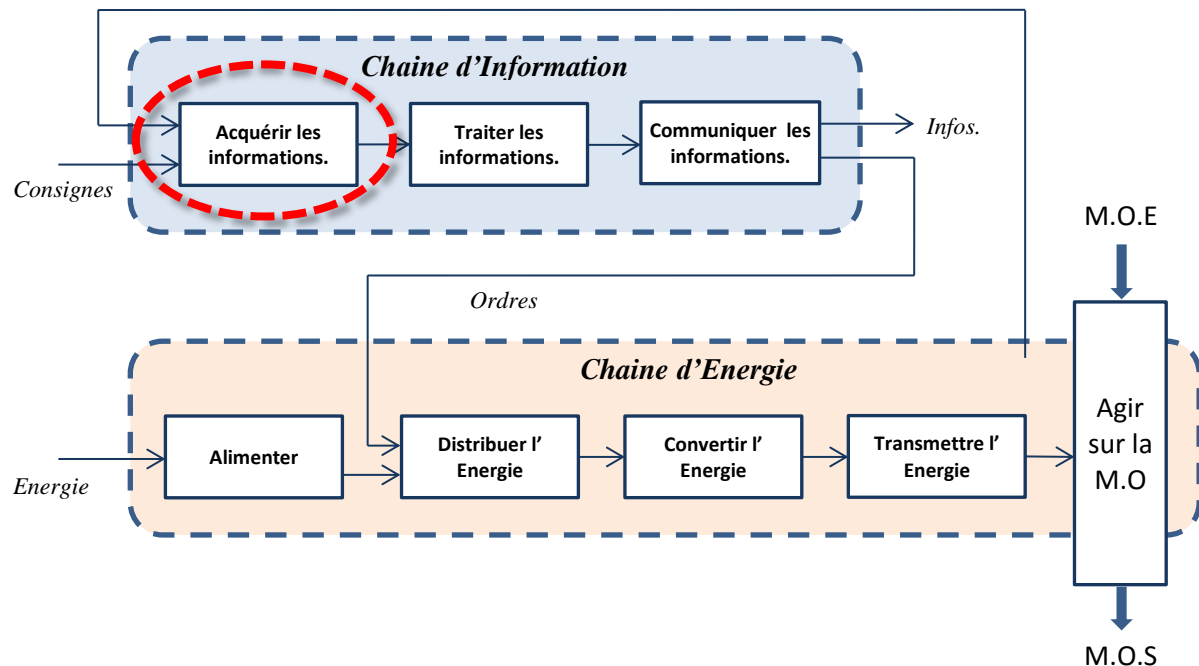 Chaine d’Information
Acquérir les
informations.
Traiter les
informations.
Communiquer les
informations.
Infos.
Consignes
M.O.E
Ordres
Chaine d’Energie
Alimenter
Distribuer l’
Energie
Convertir l’
Energie
Transmettre l’
Energie
Agir
sur la
M.O
Energie
M.O.S